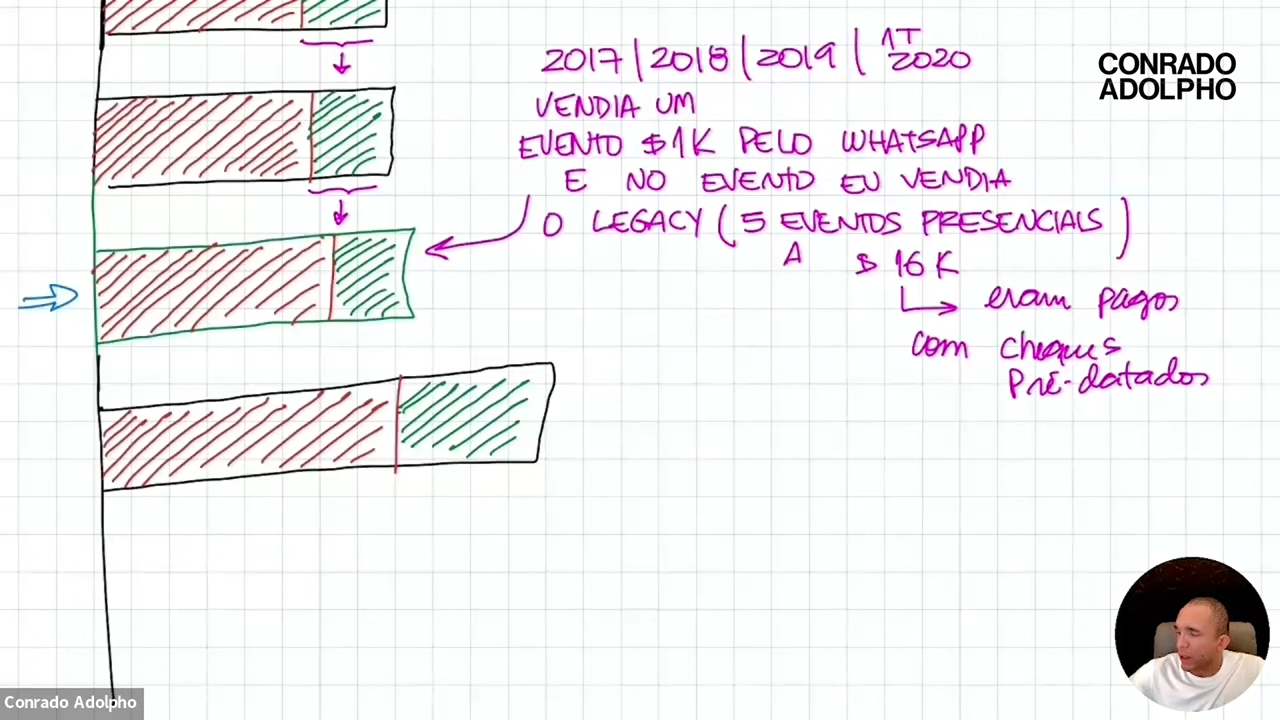 2017 | 2018 | 2019 | 1T 2020
VENDIA UM
EVENTO $1K PELO WHATSAPP
E NO EVENTO EU VENDIA
O LEGACY (5 EVENTOS PRESENCIAIS)
A $16K
eram pagos
com cheques
Pré-datados
CONRADO
ADOLPHO
Conrado Adolpho